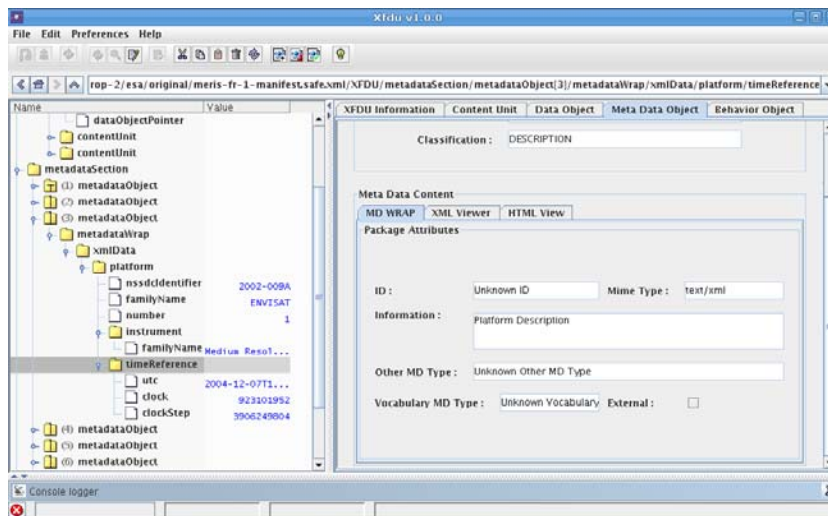 Xfdu v1.0.0
File Edit Preferences Help
rop-2/esa/original/meris-fr-1-manifest.safe.xml/XFDU/metadataSection/metadataObject[3]/metadataWrap/xmlData/platform/timeReference
Name Value
dataObjectPointer
contentUnit
contentUnit
metadataSection
(1) metadataObject
(2) metadataObject
(3) metadataObject
metadataWrap
xmlData
platform
nssdcIdentifier 2002-009A
familyName ENVISAT
number 1
instrument
familyName Medium Resol...
timeReference
utc 2004-12-07T1...
clock 923101952
clockStep 3906249804
(4) metadataObject
(5) metadataObject
(6) metadataObject
XFDU Information Content Unit Data Object Meta Data Object Behavior Object
Classification : DESCRIPTION
Meta Data Content
MD WRAP XML Viewer HTML View
Package Attributes
ID : Unknown ID Mime Type : text/xml
Information : Platform Description
Other MD Type : Unknown Other MD Type
Vocabulary MD Type : Unknown Vocabulary External :
Console logger